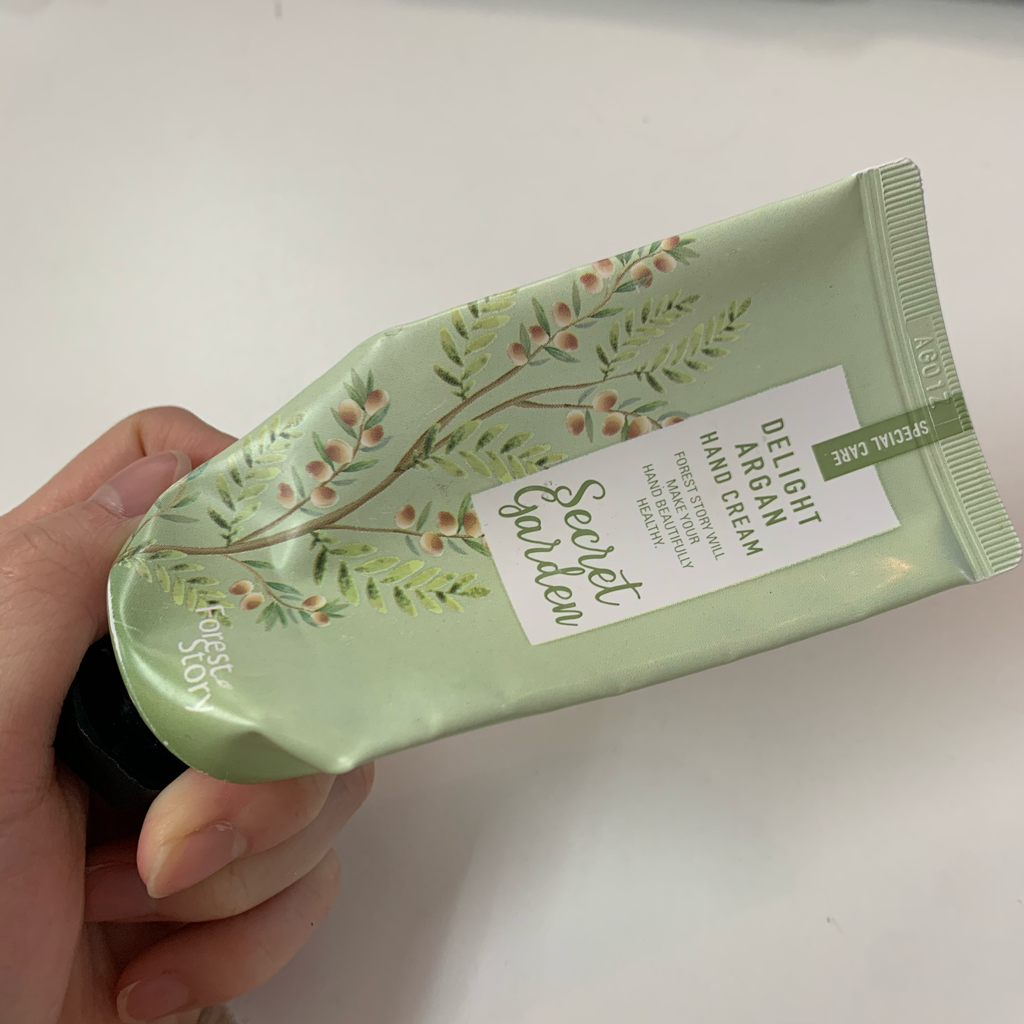 SPECIAL CARE
DELIGHT
ARGAN
HAND CREAM
FOREST STORY WILL
MAKE YOUR
HAND BEAUTIFULLY
HEALTHY.
Secret
Garden
Forest
Story